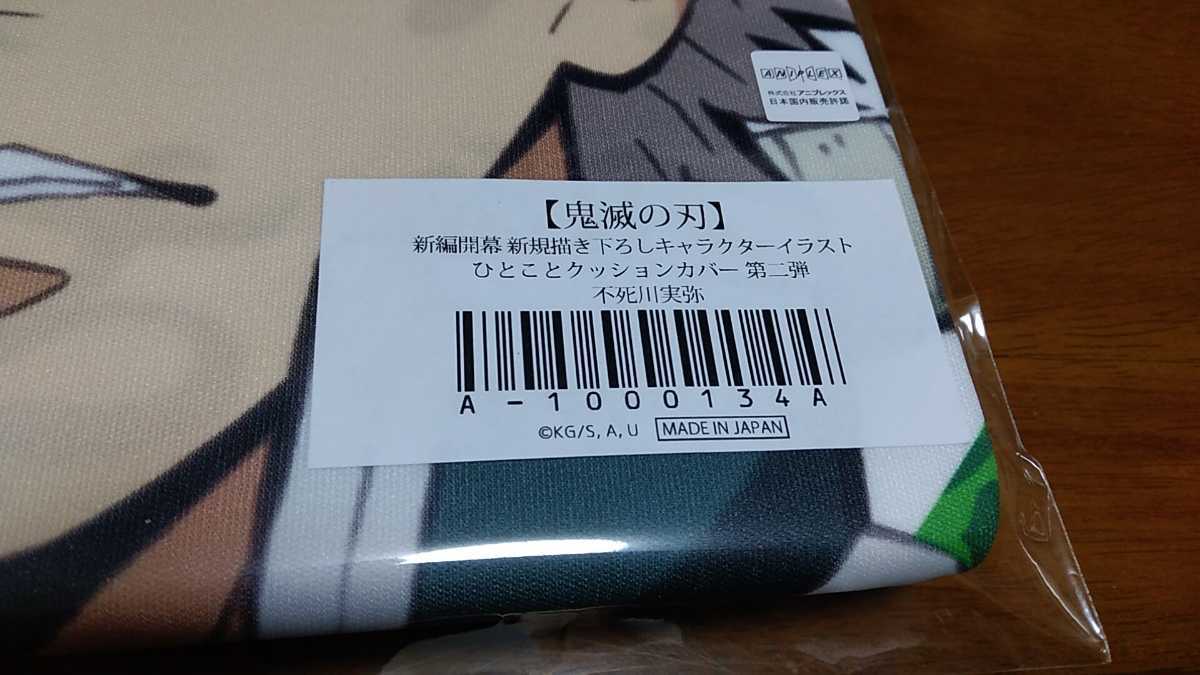 ANIPLEX
株式会社アニプレックス
日本国内販売許諾
【鬼滅の刃】
新編開幕 新規描き下ろしキャラクターイラスト
ひとことクッションカバー 第二弾
不死川実弥
A-1000134A
©KG/S, A, U MADE IN JAPAN